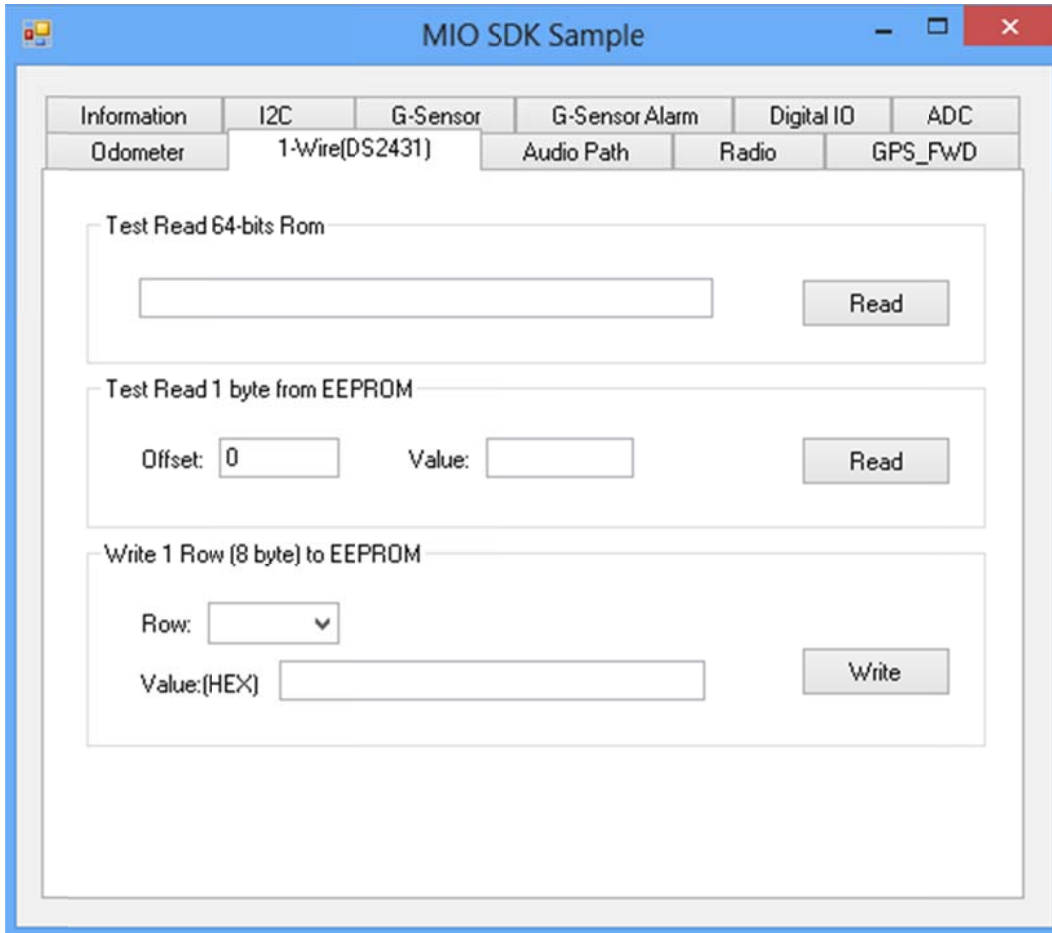 MIO SDK Sample
Information I2C G-Sensor G-Sensor Alarm Digital IO ADC
Odometer 1-Wire(DS2431) Audio Path Radio GPS_FWD
Test Read 64-bits Rom
Read
Test Read 1 byte from EEPROM
Offset: 0 Value: Read
Write 1 Row (8 byte) to EEPROM
Row:
Value:(HEX) Write